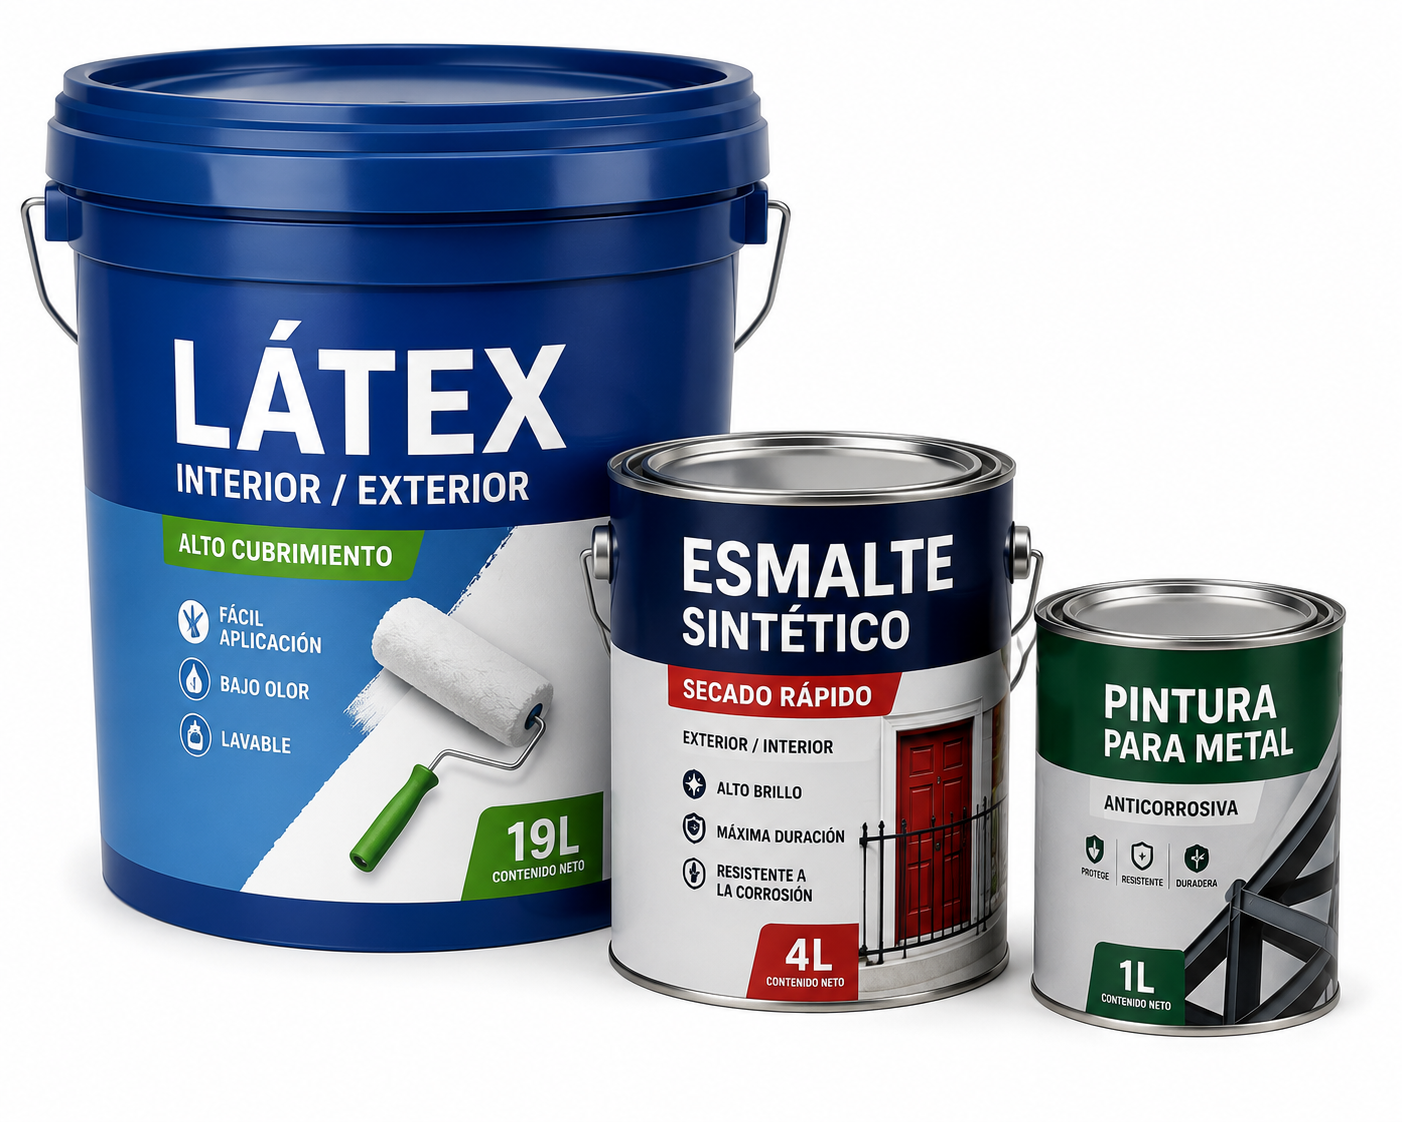 LÁTEX
INTERIOR / EXTERIOR
ALTO CUBRIMIENTO
FÁCIL
APLICACIÓN
BAJO OLOR
LAVABLE
19L
CONTENIDO NETO
ESMALTE
SINTÉTICO
SECADO RÁPIDO
EXTERIOR / INTERIOR
ALTO BRILLO
MÁXIMA DURACIÓN
RESISTENTE A
LA CORROSIÓN
4L
CONTENIDO NETO
PINTURA
PARA METAL
ANTICORROSIVA
PROTEGE RESISTENTE DURADERA
1L
CONTENIDO NETO